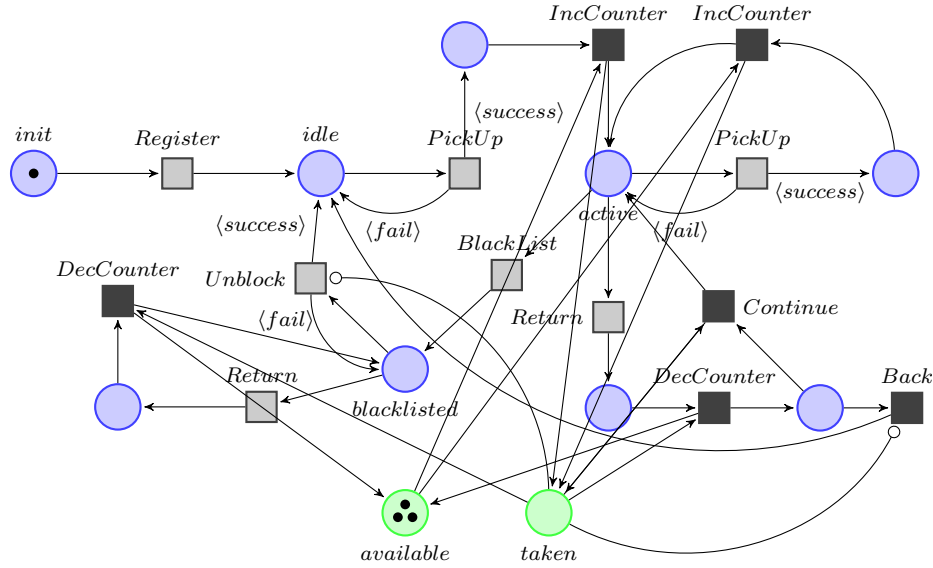 IncCounter
IncCounter
⟨success⟩
init
Register
idle
PickUp
PickUp
⟨success⟩
active
⟨success⟩
⟨fail⟩
⟨fail⟩
BlackList
DecCounter
Unblock
Continue
⟨fail⟩
Return
Return
DecCounter
Back
blacklisted
available
taken